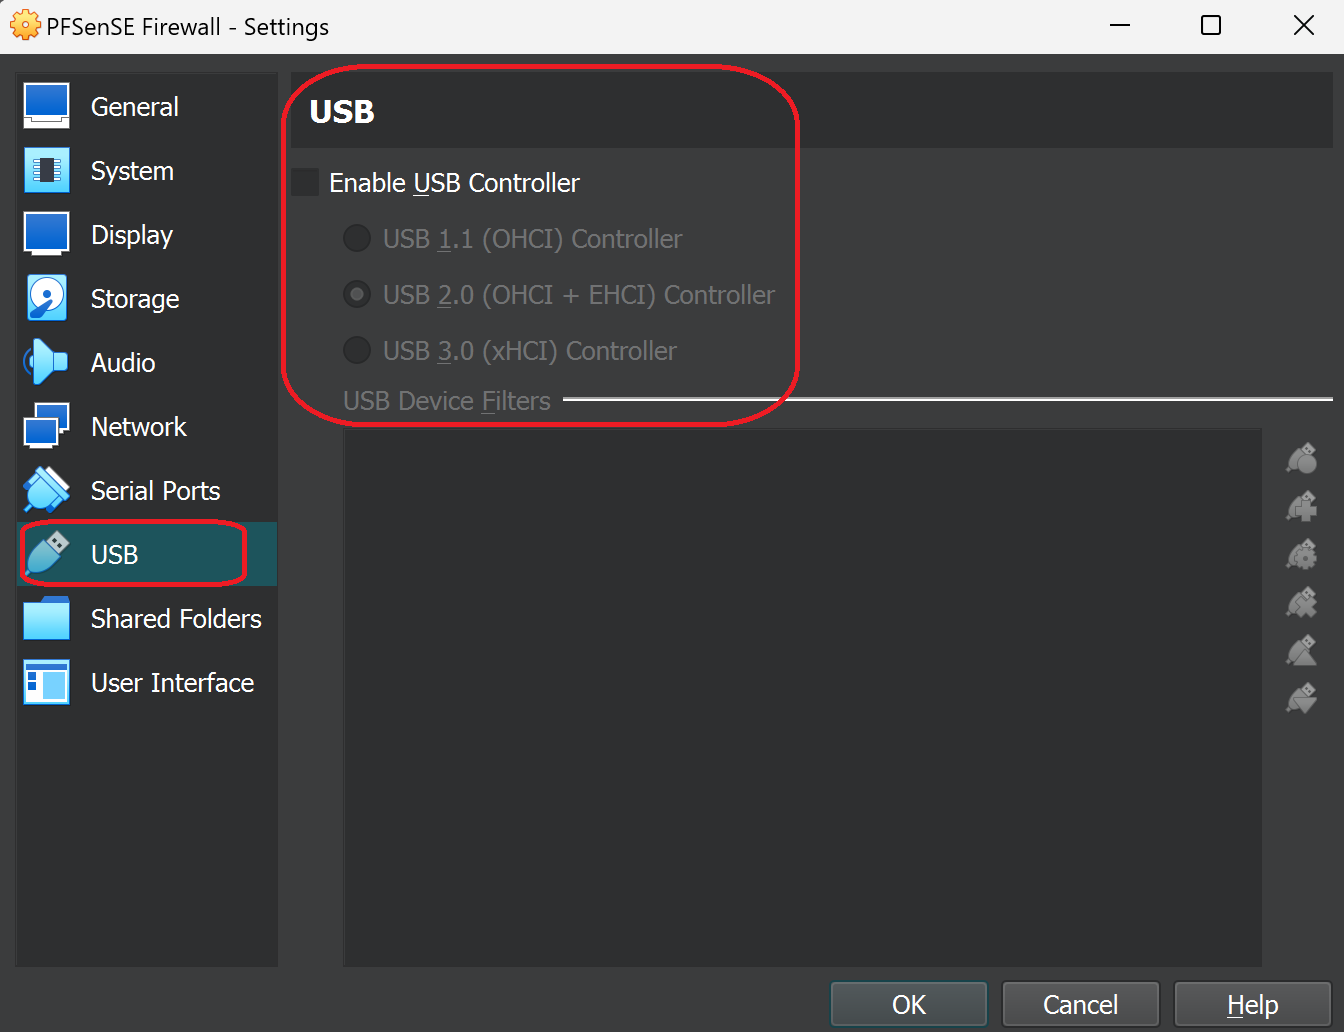 PFSenSE Firewall - Settings
General
System
Display
Storage
Audio
Network
Serial Ports
USB
Shared Folders
User Interface
USB
Enable USB Controller
USB 1.1 (OHCI) Controller
USB 2.0 (OHCI + EHCI) Controller
USB 3.0 (xHCI) Controller
USB Device Filters
OK
Cancel
Help